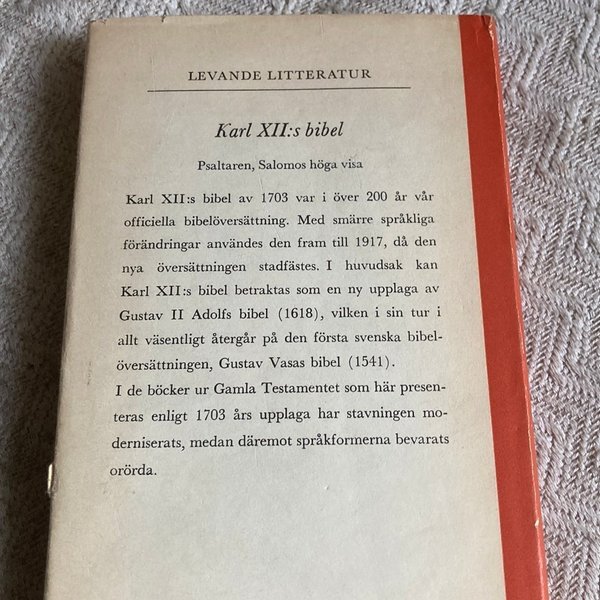 LEVANDE LITTERATUR
Karl XII:s bibel
Psaltaren, Salomos höga visa
Karl XII:s bibel av 1703 var i över 200 år vår
officiella bibelöversättning. Med smärre språkliga
förändringar användes den fram till 1917, då den
nya översättningen stadfästes. I huvudsak kan
Karl XII:s bibel betraktas som en ny upplaga av
Gustav II Adolfs bibel (1618), vilken i sin tur i
allt väsentligt återgår på den första svenska bibel-
översättningen, Gustav Vasas bibel (1541).
I de böcker ur Gamla Testamentet som här presen-
teras enligt 1703 års upplaga har stavningen mo-
derniserats, medan däremot språkformerna bevarats
orörda.